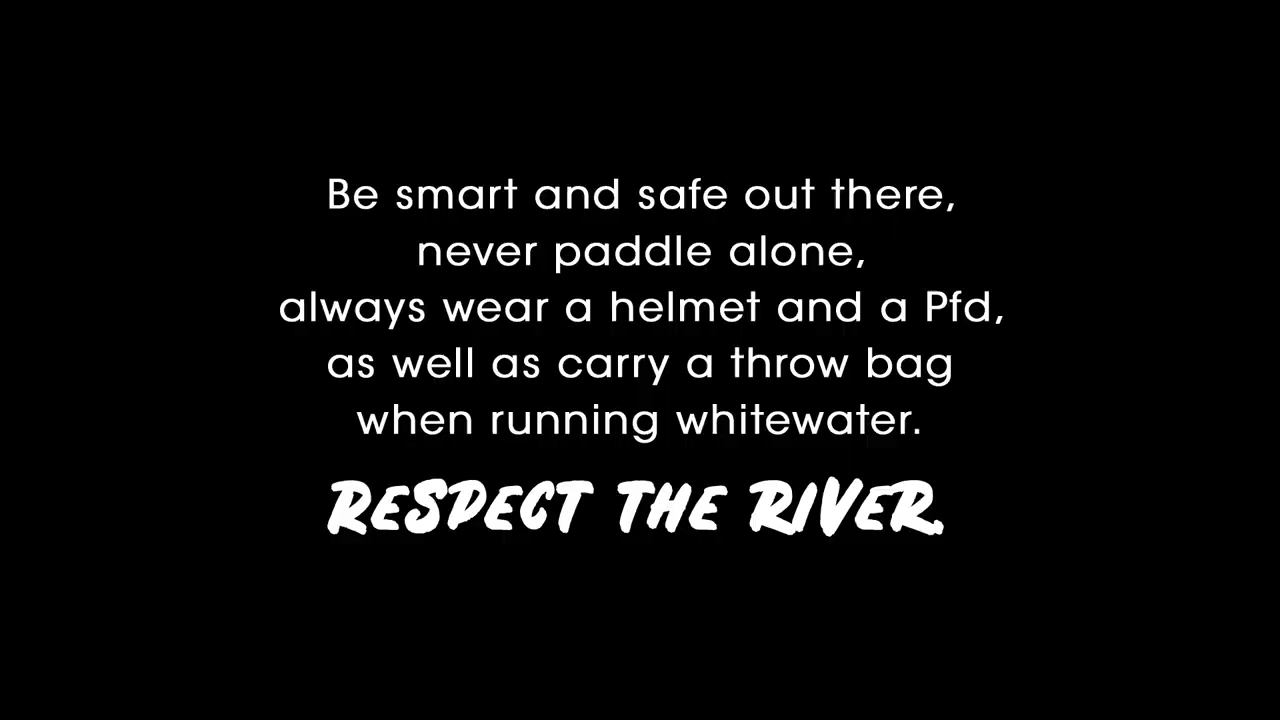 Be smart and safe out there,
never paddle alone,
always wear a helmet and a Pfd,
as well as carry a throw bag
when running whitewater.
RESPECT THE RIVER.